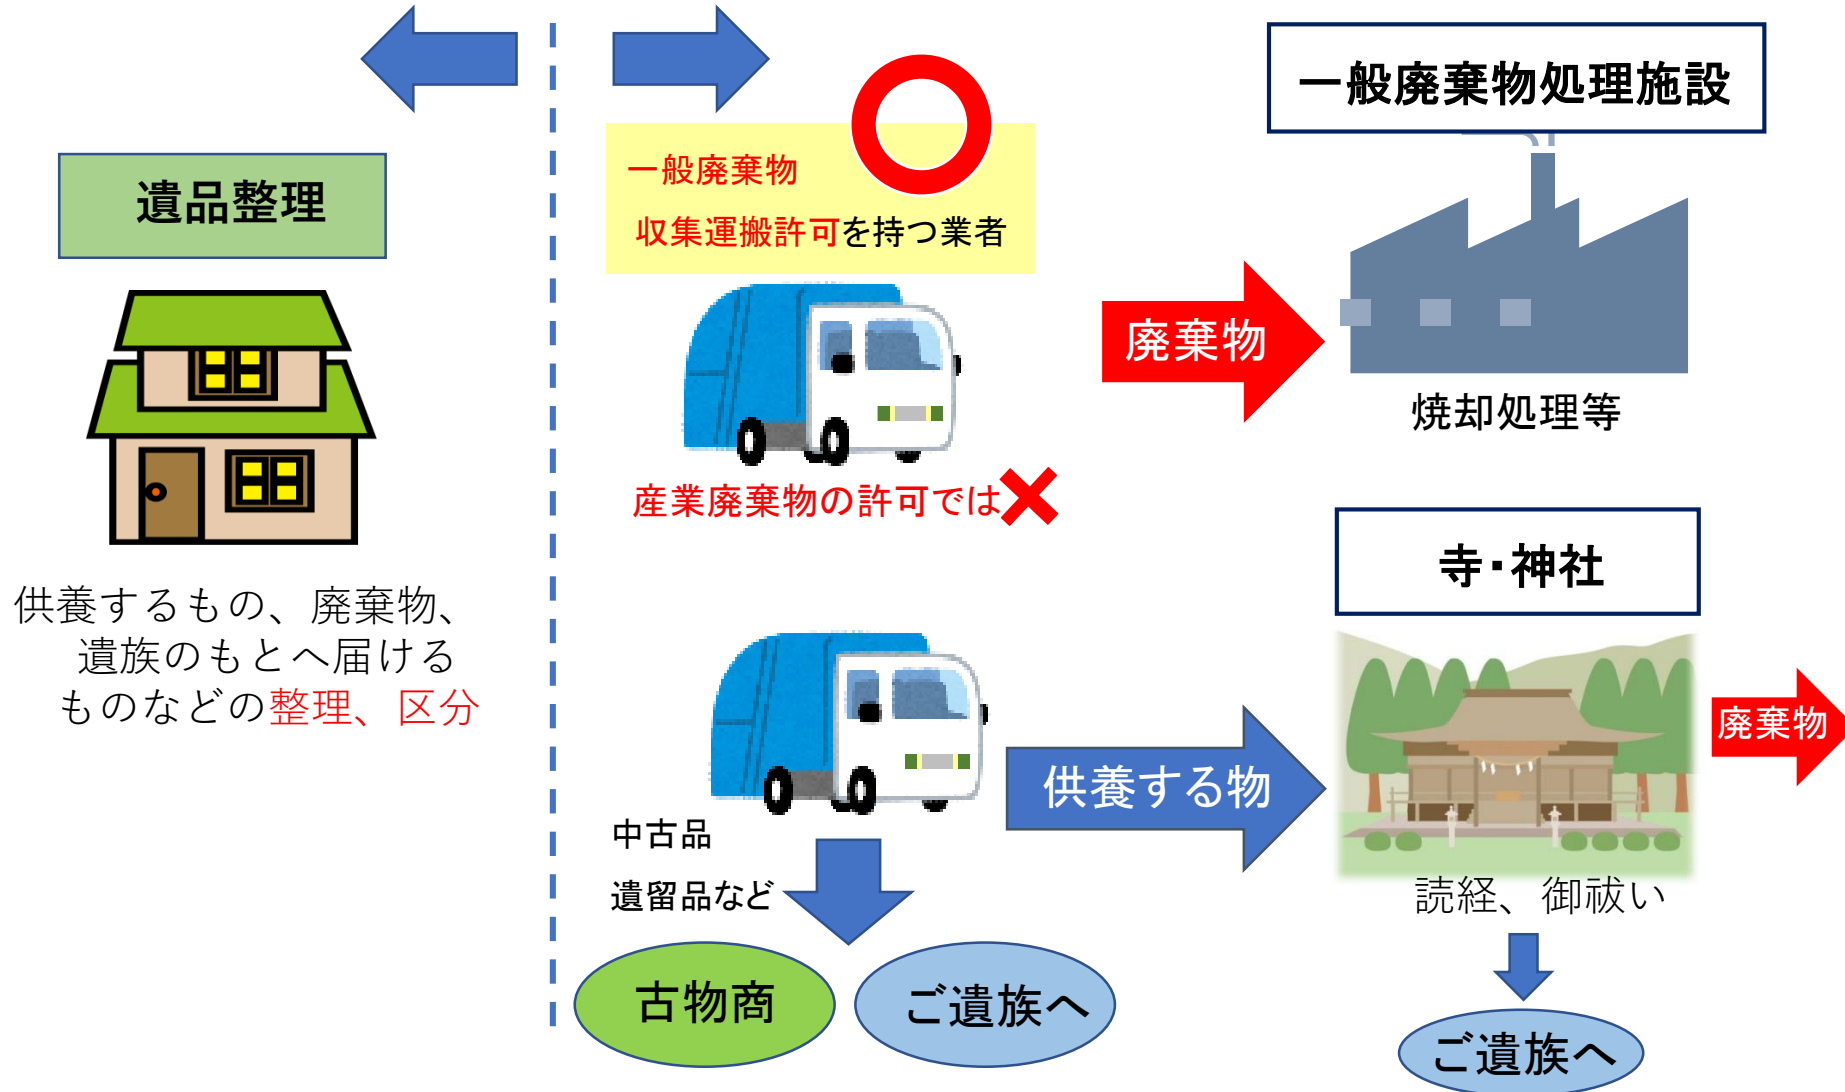 遺品整理
供養するもの、廃棄物、
遺族のもとへ届ける
ものなどの整理、区分
一般廃棄物
収集運搬許可を持つ業者
産業廃棄物の許可では
廃棄物
一般廃棄物処理施設
焼却処理等
中古品
遺留品など
古物商
ご遺族へ
供養する物
寺・神社
読経、御祓い
ご遺族へ
廃棄物